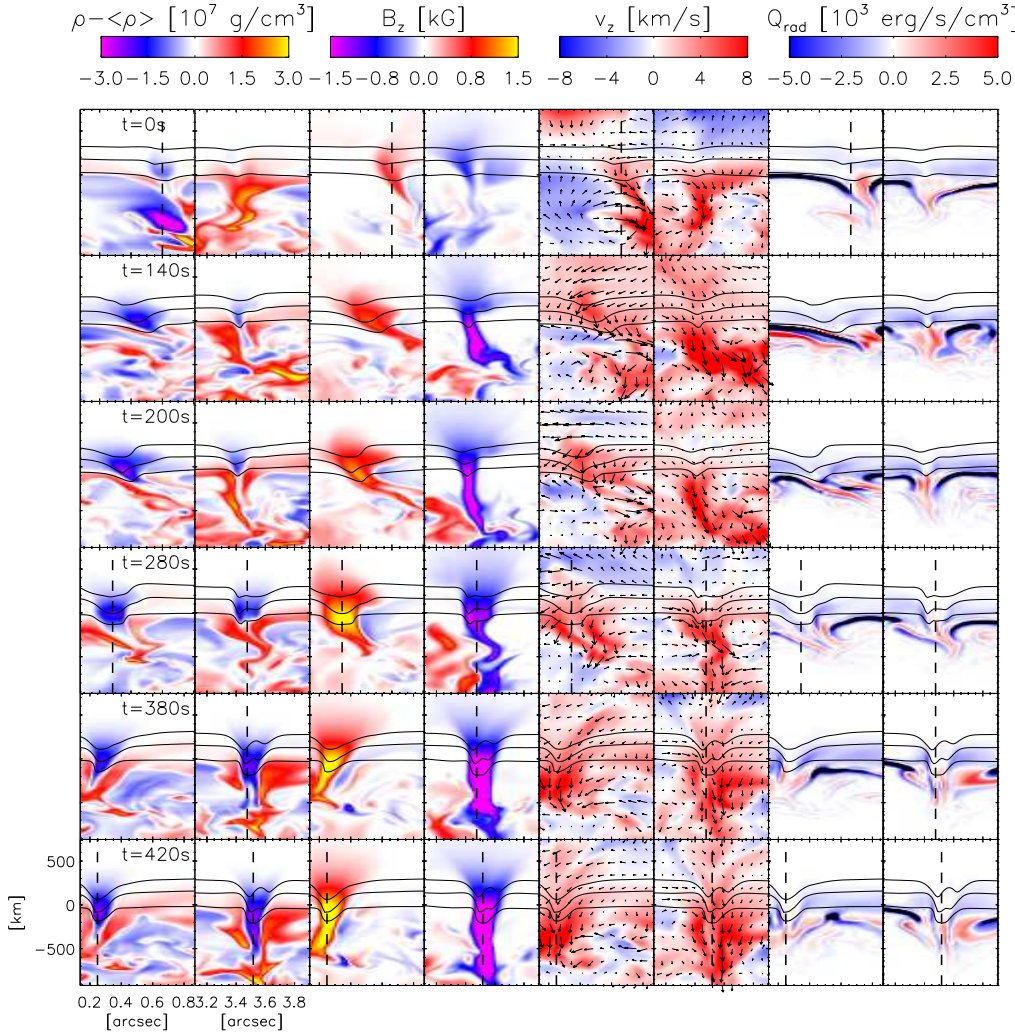 ρ−<ρ> [10⁷ g/cm³] B_z [kG] v_z [km/s] Q_rad [10³ erg/s/cm³]
−3.0 −1.5 0.0 1.5 3.0 −1.5 −0.8 0.0 0.8 1.5 −8 −4 0 4 8 −5.0 −2.5 0.0 2.5 5.0
t=0s
t=140s
t=200s
t=280s
t=380s
t=420s
500
0
−500
[km]
0.2 0.4 0.6 0.8 3.2 3.4 3.6 3.8
[arcsec] [arcsec]